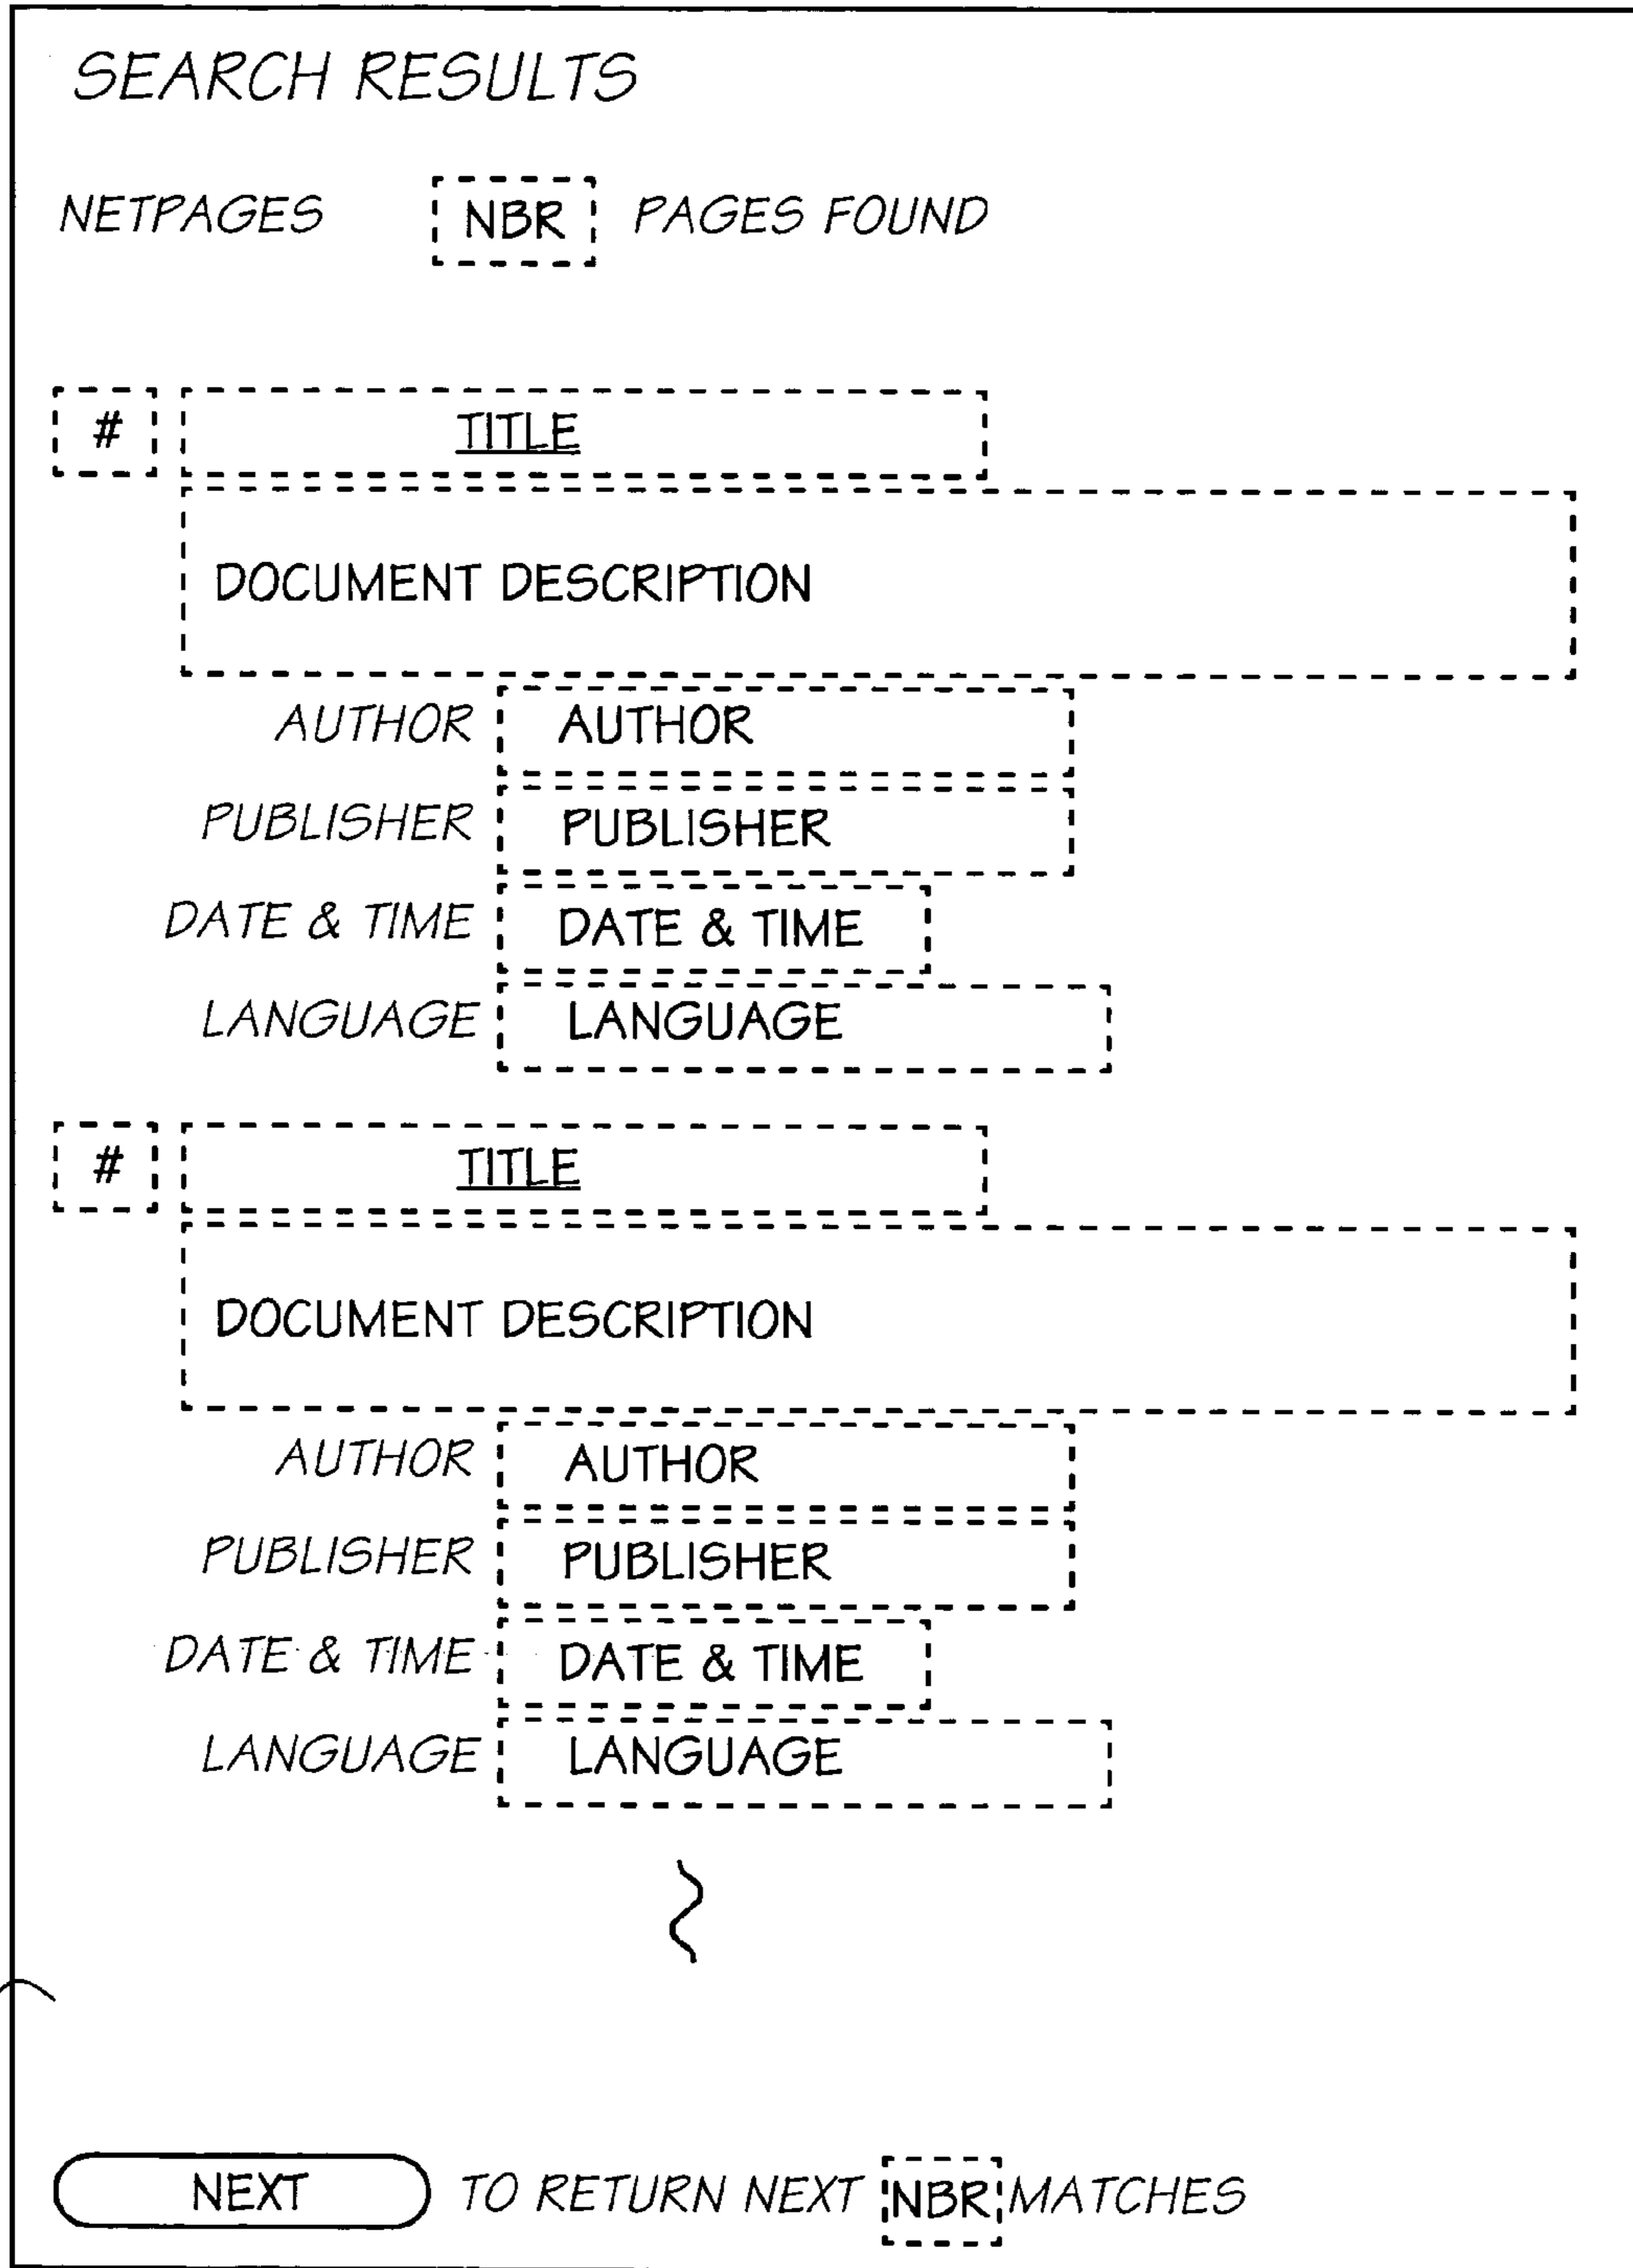 SEARCH RESULTS
NETPAGES NBR PAGES FOUND
# TITLE
DOCUMENT DESCRIPTION
AUTHOR AUTHOR
PUBLISHER PUBLISHER
DATE & TIME DATE & TIME
LANGUAGE LANGUAGE
# TITLE
DOCUMENT DESCRIPTION
AUTHOR AUTHOR
PUBLISHER PUBLISHER
DATE & TIME DATE & TIME
LANGUAGE LANGUAGE
NEXT TO RETURN NEXT NBR MATCHES